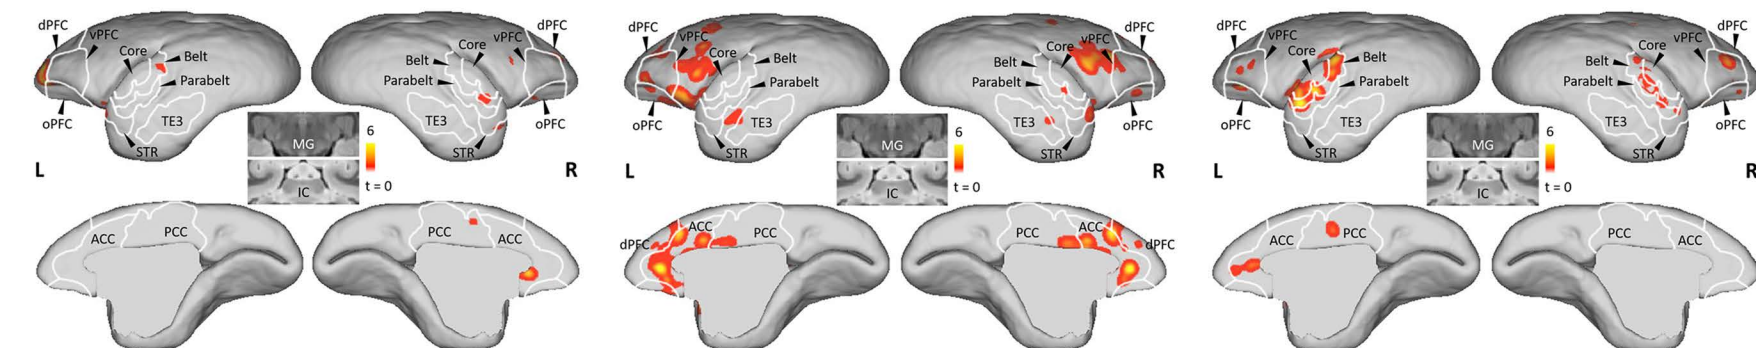 dPFC
vPFC
Core
Belt
Parabelt
oPFC
TE3
STR
dPFC
vPFC
Core
Belt
Parabelt
oPFC
TE3
STR
MG
IC
6
t = 0
L
R
ACC
PCC
PCC
ACC
dPFC
vPFC
Core
Belt
Parabelt
oPFC
TE3
STR
dPFC
vPFC
Core
Belt
Parabelt
oPFC
TE3
STR
MG
IC
6
t = 0
L
R
dPFC
ACC
PCC
PCC
ACC
dPFC
dPFC
vPFC
Core
Belt
Parabelt
oPFC
TE3
STR
dPFC
vPFC
Core
Belt
Parabelt
oPFC
TE3
STR
MG
IC
6
t = 0
L
R
ACC
PCC
PCC
ACC